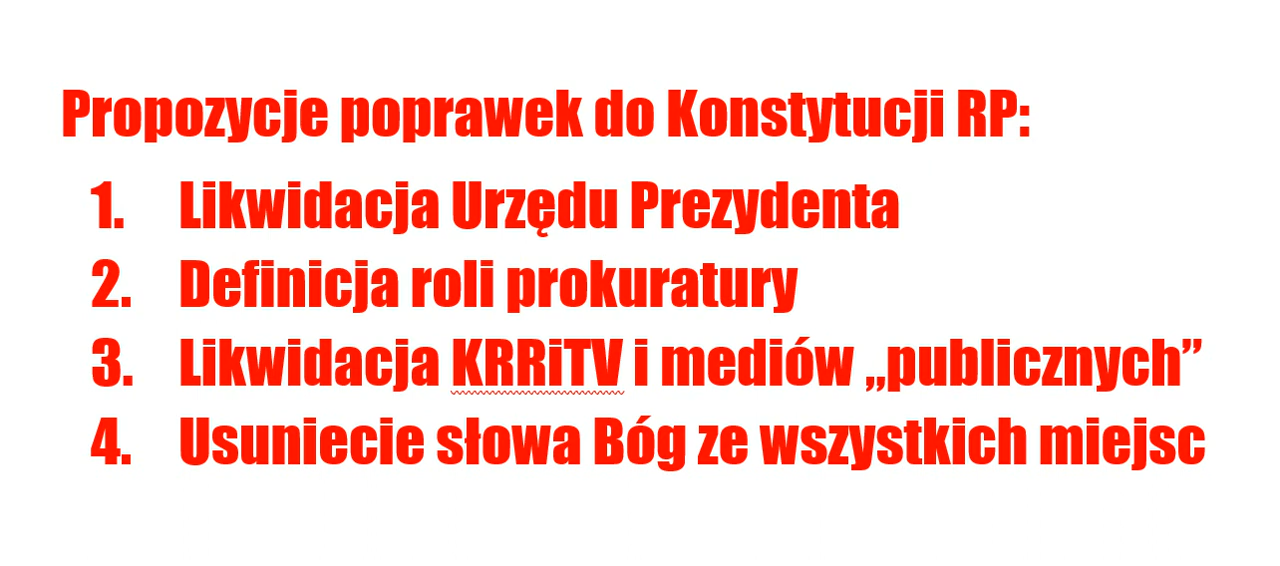 Propozycje poprawek do Konstytucji RP:
1. Likwidacja Urzędu Prezydenta
2. Definicja roli prokuratury
3. Likwidacja KRRiTV i mediów „publicznych”
4. Usuniecie słowa Bóg ze wszystkich miejsc